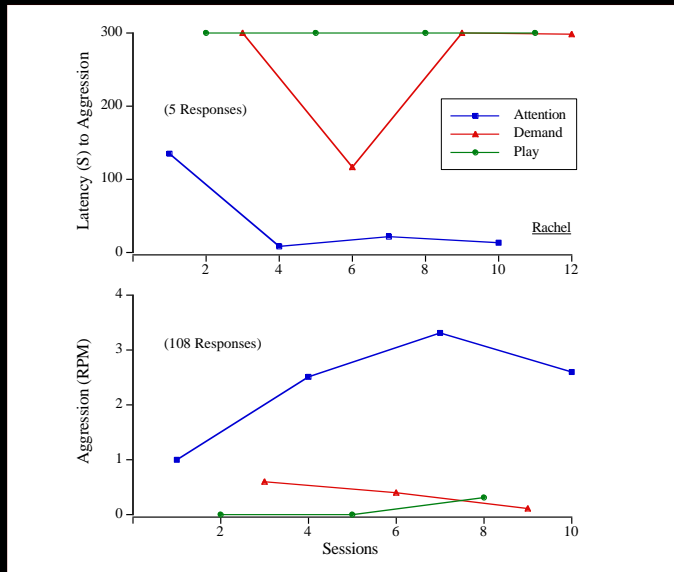 300
200
100
0
Latency (S) to Aggression
(5 Responses)
Attention
Demand
Play
Rachel
2 4 6 8 10 12
4
3
2
1
0
Aggression (RPM)
(108 Responses)
2 4 6 8 10
Sessions